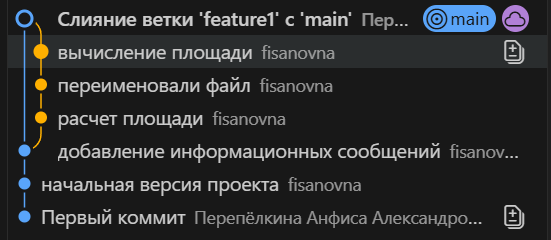 Слияние ветки 'feature1' с 'main' Пер... main
вычисление площади fisanovna
переименовали файл fisanovna
расчет площади fisanovna
добавление информационных сообщений fisanov...
начальная версия проекта fisanovna
Первый коммит Перепёлкина Анфиса Александро...